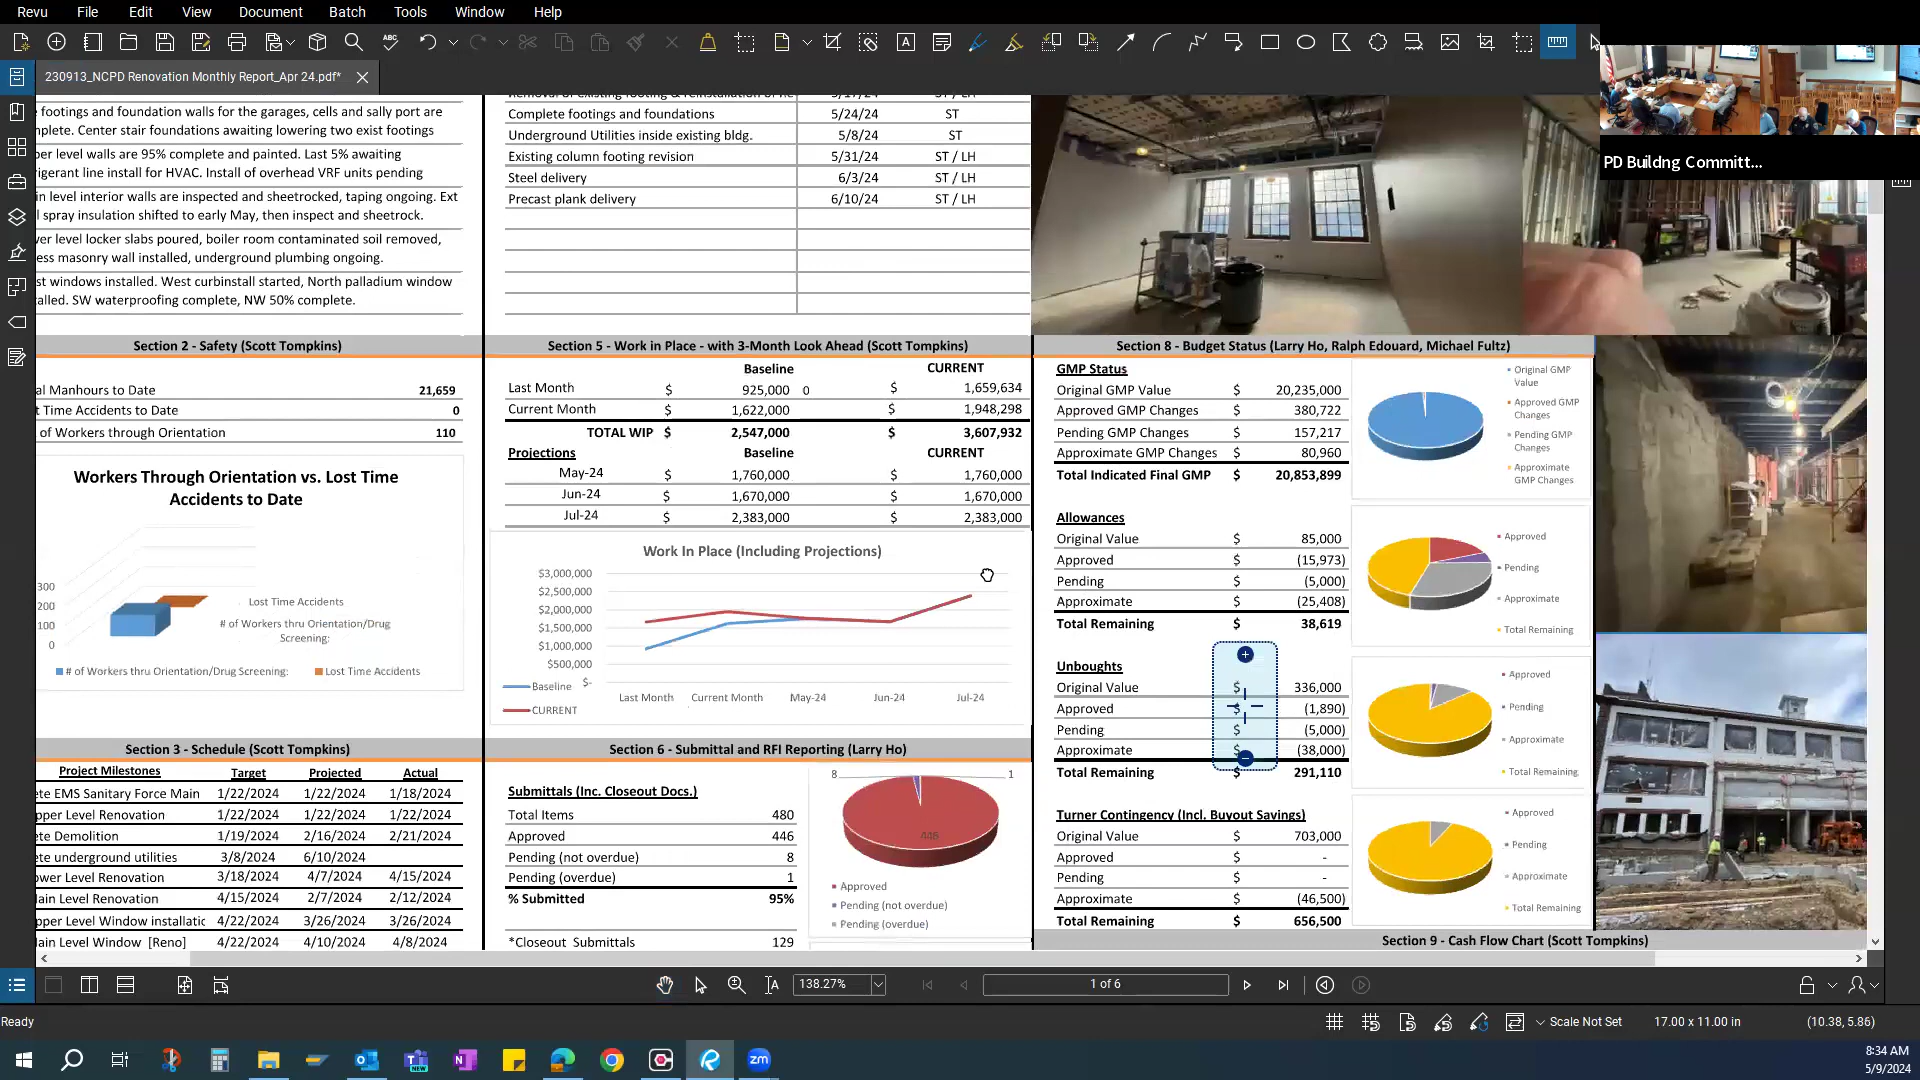 Revu File Edit View Document Batch Tools Window Help
230913_NCPD Renovation Monthly Report_Apr 24.pdf*
footings and foundation walls for the garages, cells and sally port are
Center stair foundations awaiting lowering two exist footings
level walls are 95% complete and painted. Last 5% awaiting
line install for HVAC. Install of overhead VRF units pending
level interior walls are inspected and sheetrocked, taping ongoing. Ext
spray insulation shifted to early May, then inspect and sheetrock.
level locker slabs poured, boiler room contaminated soil removed,
masonry wall installed, underground plumbing ongoing.
windows installed. West curbinstall started, North palladium window
SW waterproofing complete, NW 50% complete.
Complete footings and foundations 5/24/24 ST
Underground Utilities inside existing bldg. 5/8/24 ST
Existing column footing revision 5/31/24 ST / LH
Steel delivery 6/3/24 ST / LH
Precast plank delivery 6/10/24 ST / LH
PD Buildng Committ...
Section 2 - Safety (Scott Tompkins)
Manhours to Date 21,659
Time Accidents to Date 0
of Workers through Orientation 110
Workers Through Orientation vs. Lost Time
Accidents to Date
300
200
100
0
Lost Time Accidents
# of Workers thru Orientation/Drug
Screening:
# of Workers thru Orientation/Drug Screening: Lost Time Accidents
Section 3 - Schedule (Scott Tompkins)
Project Milestones Target Projected Actual
EMS Sanitary Force Main 1/22/2024 1/22/2024 1/18/2024
Renovation 1/22/2024 1/22/2024 1/22/2024
Demolition 1/19/2024 2/16/2024 2/21/2024
underground utilities 3/8/2024 6/10/2024
Level Renovation 3/18/2024 4/7/2024 4/15/2024
Level Renovation 4/15/2024 2/7/2024 2/12/2024
Level Window 4/22/2024 3/26/2024 3/26/2024
Level Window [Reno] 4/22/2024 4/10/2024 4/8/2024
Section 5 - Work in Place - with 3-Month Look Ahead (Scott Tompkins)
Baseline CURRENT
Last Month $ 925,000 0 $ 1,659,634
Current Month $ 1,622,000 $ 1,948,298
TOTAL WIP $ 2,547,000 $ 3,607,932
Projections Baseline CURRENT
May-24 $ 1,760,000 $ 1,760,000
Jun-24 $ 1,670,000 $ 1,670,000
Jul-24 $ 2,383,000 $ 2,383,000
Work In Place (Including Projections)
$3,000,000
$2,500,000
$2,000,000
$1,500,000
$1,000,000
$500,000
$-
Baseline
CURRENT
Last Month Current Month May-24 Jun-24 Jul-24
Section 6 - Submittal and RFI Reporting (Larry Ho)
Submittals (Inc. Closeout Docs.)
Total Items 480
Approved 446
Pending (not overdue) 8
Pending (overdue) 1
% Submitted 95%
*Closeout Submittals 129
8 1
446
Approved
Pending (not overdue)
Pending (overdue)
Section 8 - Budget Status (Larry Ho, Ralph Edouard, Michael Fultz)
GMP Status
Original GMP Value $ 20,235,000
Approved GMP Changes $ 380,722
Pending GMP Changes $ 157,217
Approximate GMP Changes $ 80,960
Total Indicated Final GMP $ 20,853,899
Original GMP
Value
Approved GMP
Changes
Pending GMP
Changes
Approximate
GMP Changes
Allowances
Original Value $ 85,000
Approved $ (15,973)
Pending $ (5,000)
Approximate $ (25,408)
Total Remaining $ 38,619
Approved
Pending
Approximate
Total Remaining
Unboughts
Original Value $ 336,000
Approved $ (1,890)
Pending $ (5,000)
Approximate $ (38,000)
Total Remaining $ 291,110
Approved
Pending
Approximate
Total Remaining
Turner Contingency (Incl. Buyout Savings)
Original Value $ 703,000
Approved $ -
Pending $ -
Approximate $ (46,500)
Total Remaining $ 656,500
Approved
Pending
Approximate
Total Remaining
Section 9 - Cash Flow Chart (Scott Tompkins)
138.27% 1 of 6
Ready Scale Not Set 17.00 x 11.00 in (10.38, 5.86)
8:34 AM
5/9/2024